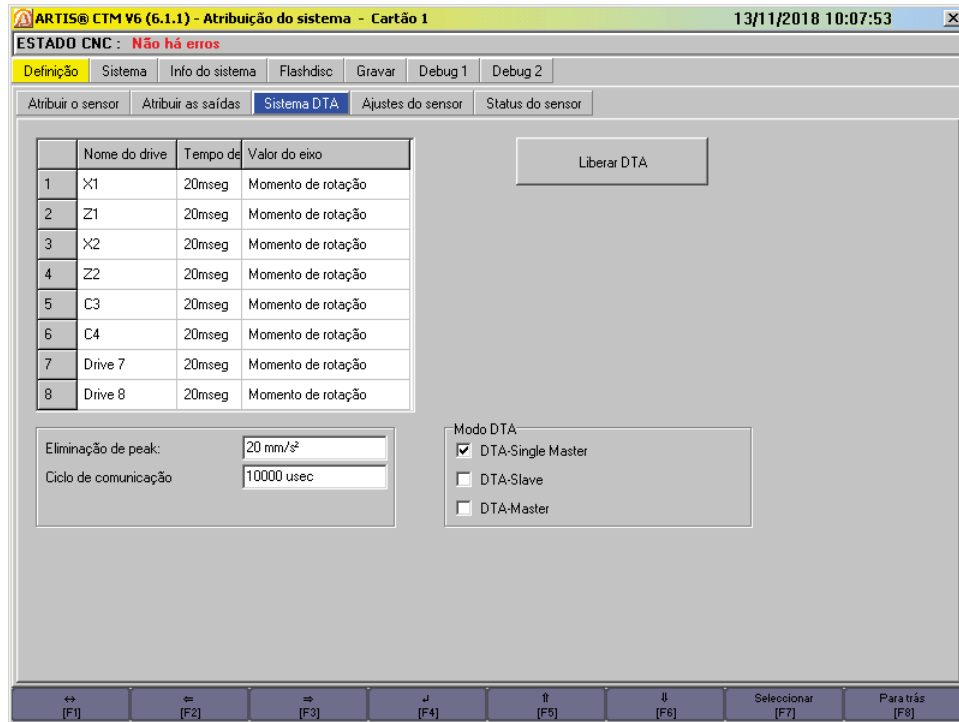 ARTIS® CTM V6 (6.1.1) - Atribuição do sistema - Cartão 1 13/11/2018 10:07:53
ESTADO CNC : Não há erros
Definição Sistema Info do sistema Flashdisc Gravar Debug 1 Debug 2
Atribuir o sensor Atribuir as saídas Sistema DTA Ajustes do sensor Status do sensor
Nome do drive Tempo de Valor do eixo
Liberar DTA
1 X1 20mseg Momento de rotação
2 Z1 20mseg Momento de rotação
3 X2 20mseg Momento de rotação
4 Z2 20mseg Momento de rotação
5 C3 20mseg Momento de rotação
6 C4 20mseg Momento de rotação
7 Drive 7 20mseg Momento de rotação
8 Drive 8 20mseg Momento de rotação
Eliminação de peak: 20 mm/s²
Ciclo de comunicação 10000 usec
Modo DTA
DTA-Single Master
DTA-Slave
DTA-Master
↔ ⇐ ⇒ ↵ ⇑ ⇓ Seleccionar Para trás
[F1] [F2] [F3] [F4] [F5] [F6] [F7] [F8]